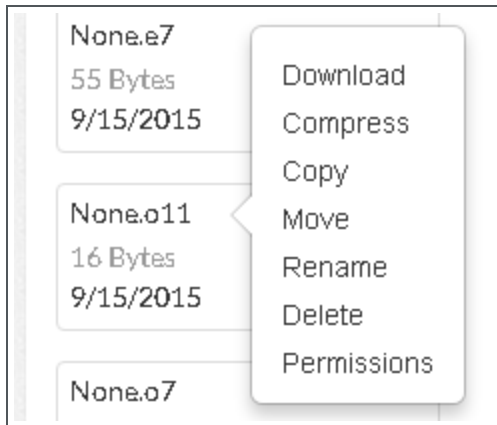 None.e7
55 Bytes
9/15/2015
None.o11
16 Bytes
9/15/2015
None.o7
Download
Compress
Copy
Move
Rename
Delete
Permissions